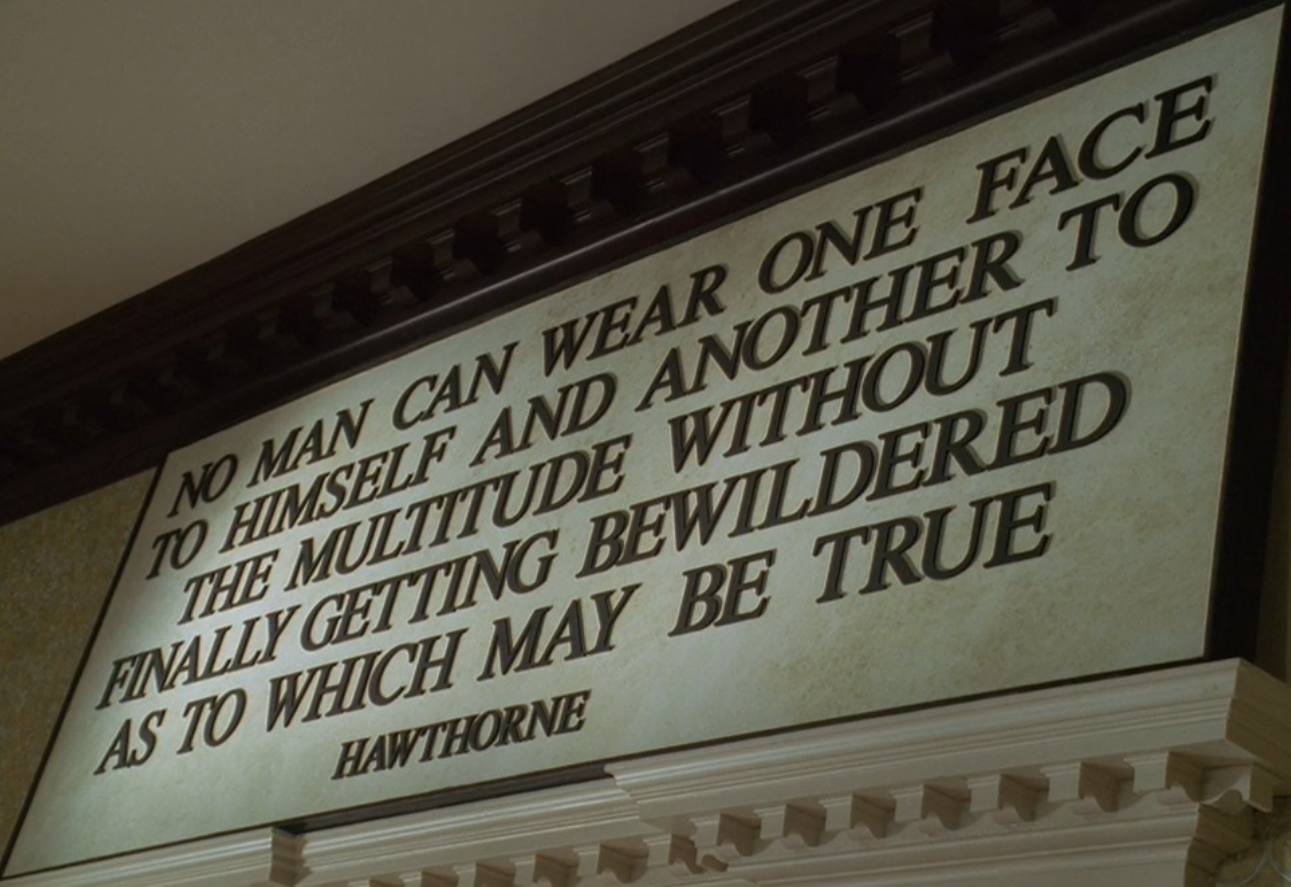 NO MAN CAN WEAR ONE FACE
TO HIMSELF AND ANOTHER TO
THE MULTITUDE WITHOUT
FINALLY GETTING BEWILDERED
AS TO WHICH MAY BE TRUE
HAWTHORNE